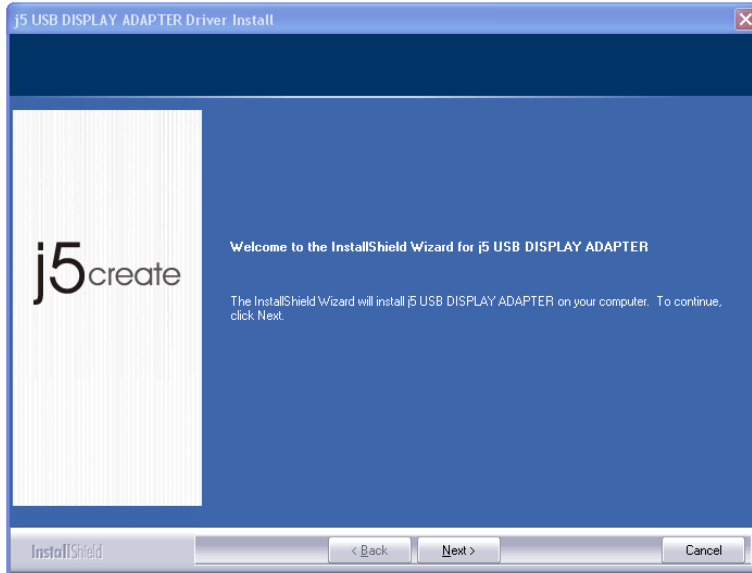 j5 USB DISPLAY ADAPTER Driver Install
j5create
Welcome to the InstallShield Wizard for j5 USB DISPLAY ADAPTER
The InstallShield Wizard will install j5 USB DISPLAY ADAPTER on your computer. To continue,
click Next.
InstallShield
< Back
Next >
Cancel